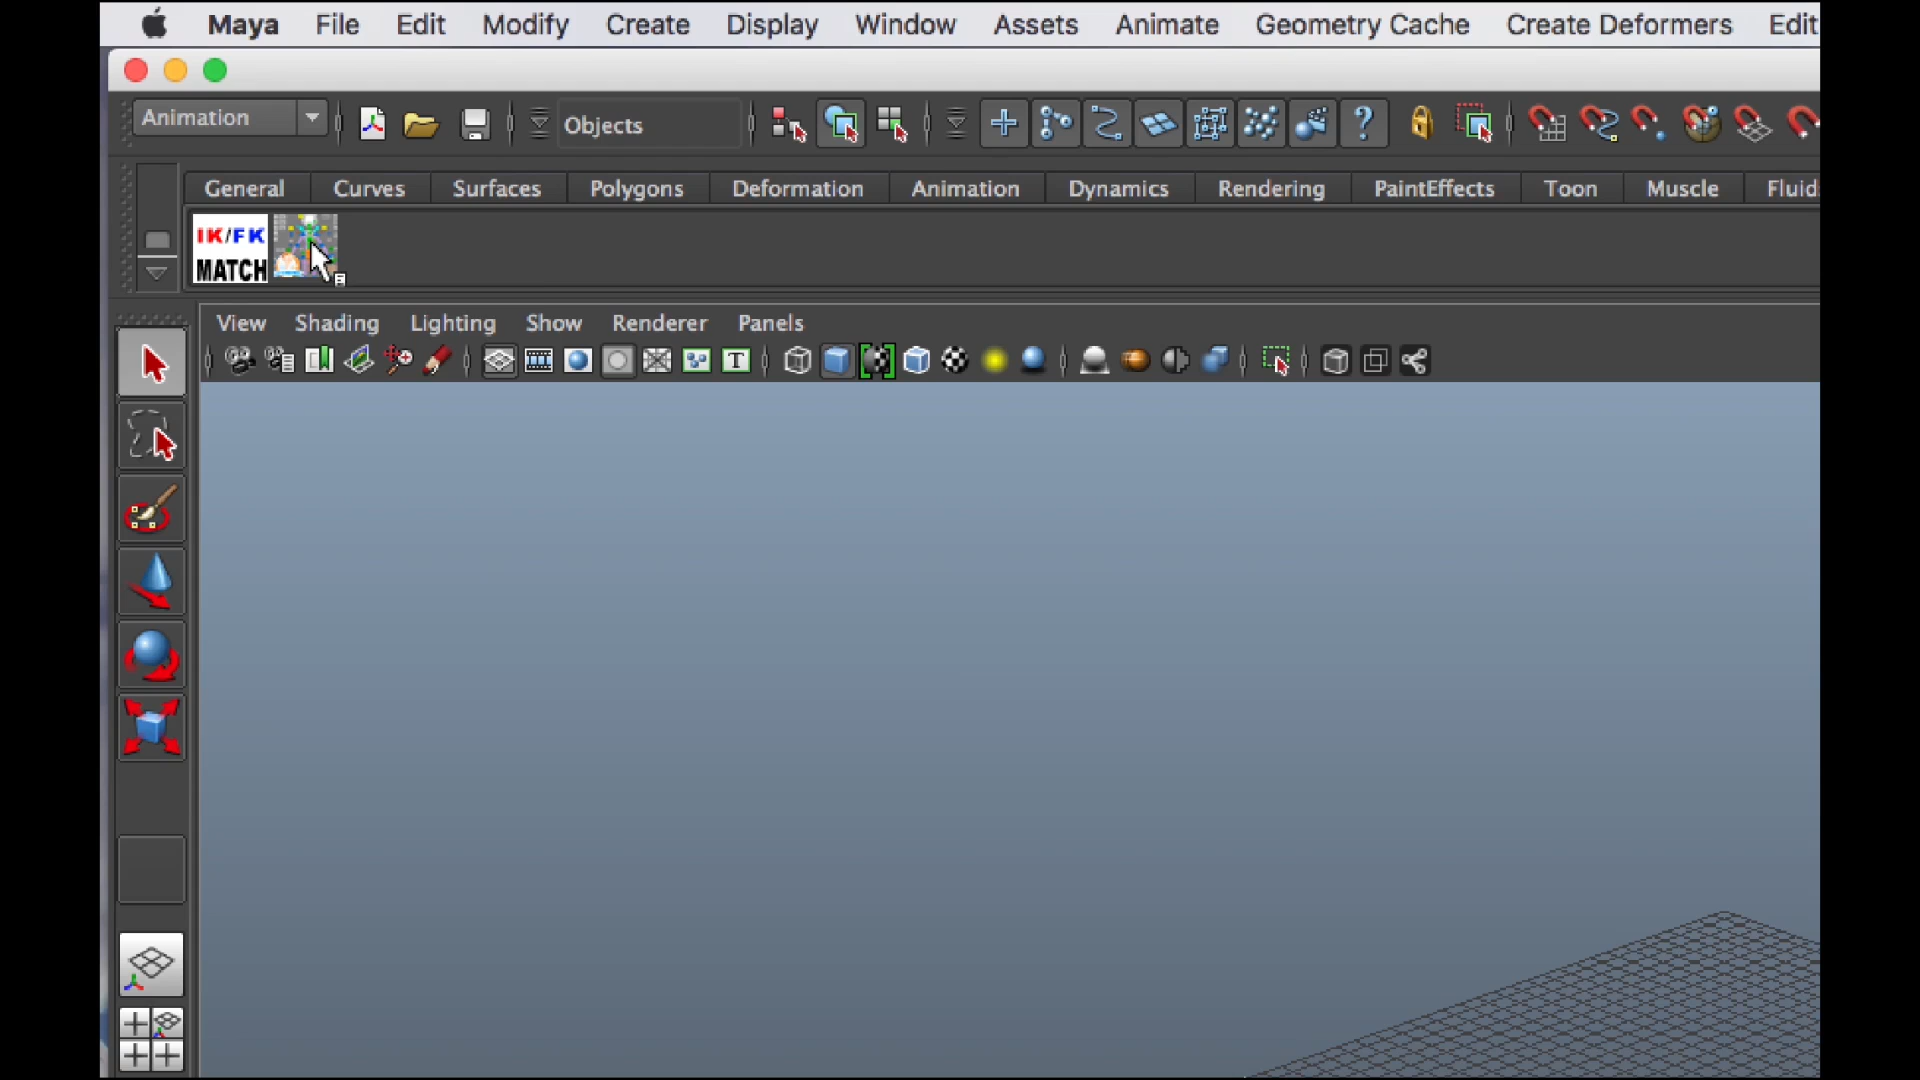 Maya File Edit Modify Create Display Window Assets Animate Geometry Cache Create Deformers Edit
Animation Objects
General Curves Surfaces Polygons Deformation Animation Dynamics Rendering PaintEffects Toon Muscle Fluid
IK/FK
MATCH
View Shading Lighting Show Renderer Panels